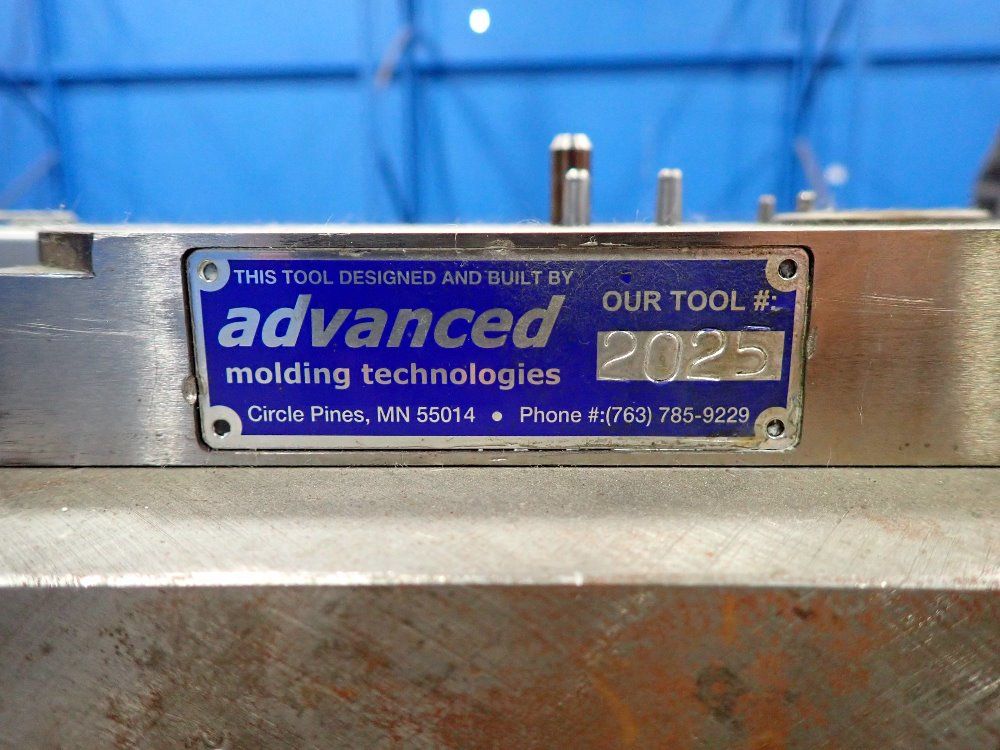 THIS TOOL DESIGNED AND BUILT BY
advanced
molding technologies
OUR TOOL #:
2025
Circle Pines, MN 55014 • Phone #:(763) 785-9229